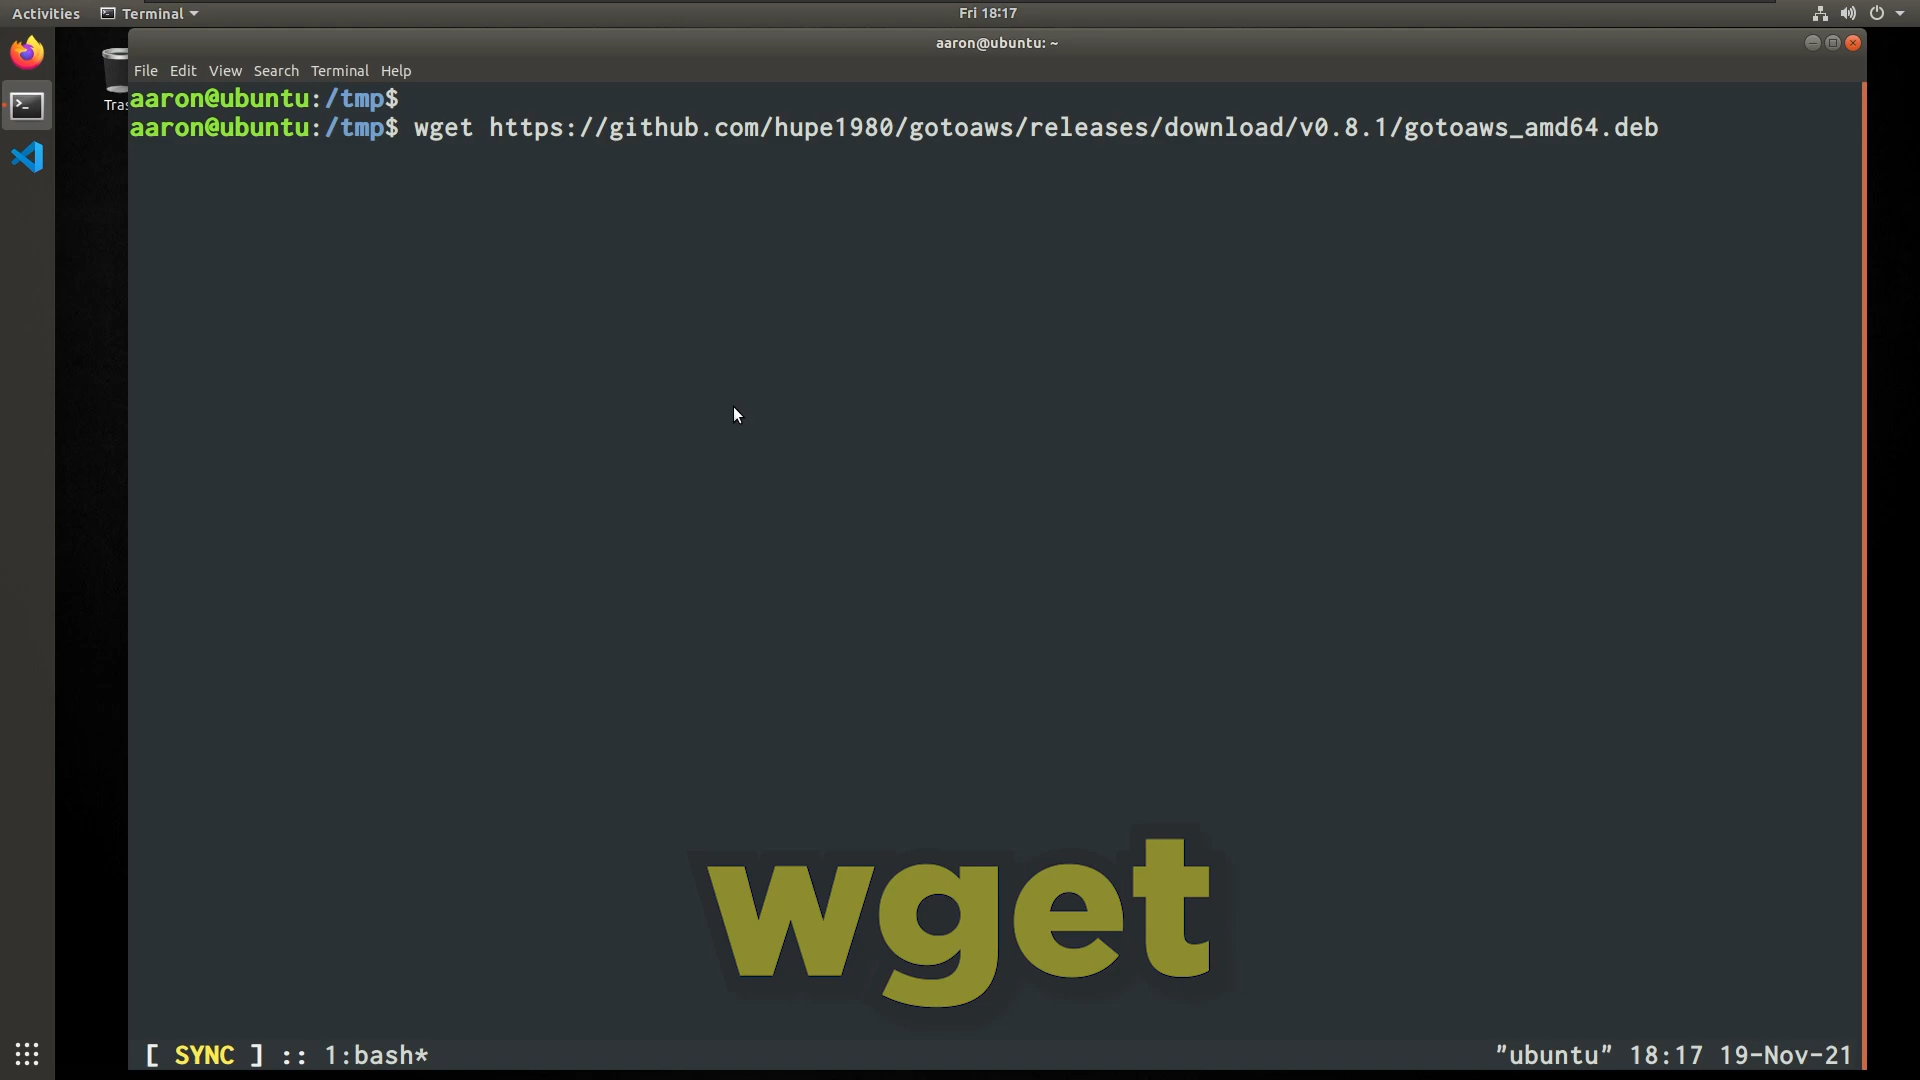 Activities Terminal Fri 18:17
aaron@ubuntu: ~
File Edit View Search Terminal Help
aaron@ubuntu:/tmp$
aaron@ubuntu:/tmp$ wget https://github.com/hupe1980/gotoaws/releases/download/v0.8.1/gotoaws_amd64.deb
Tras
wget
[ SYNC ] :: 1:bash* "ubuntu" 18:17 19-Nov-21